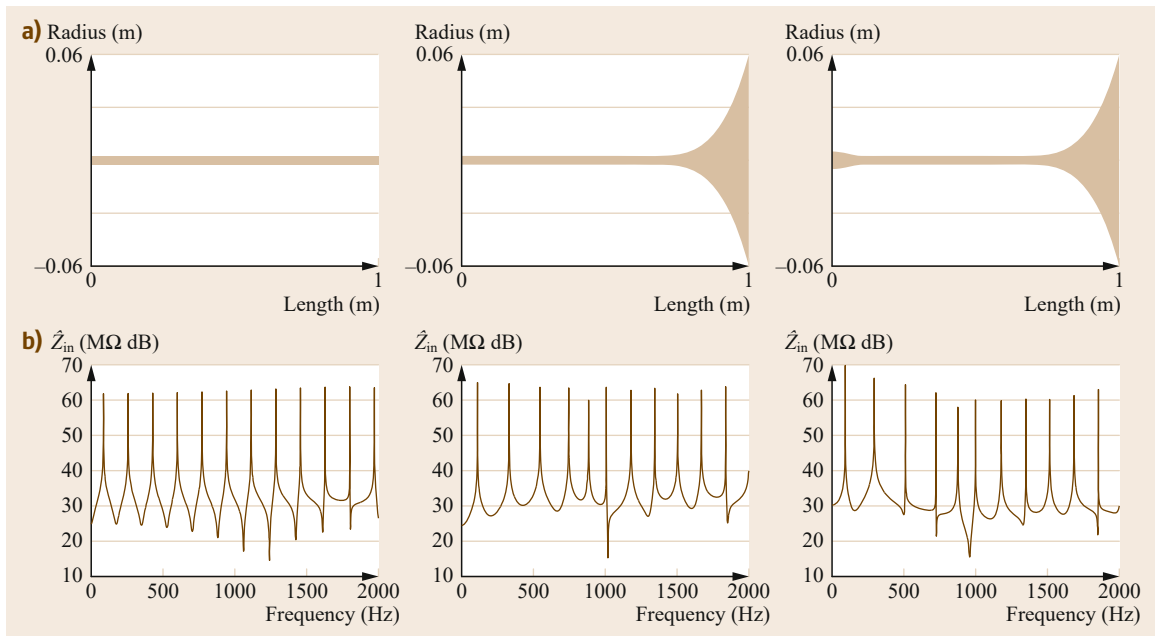 a) Radius (m) Radius (m) Radius (m)
0.06 0.06 0.06
–0.06 –0.06 –0.06
0 1 0 1 0 1
Length (m) Length (m) Length (m)
b) Ẑin (MΩ dB) Ẑin (MΩ dB) Ẑin (MΩ dB)
70 70 70
60 60 60
50 50 50
40 40 40
30 30 30
20 20 20
10 10 10
0 500 1000 1500 2000 0 500 1000 1500 2000 0 500 1000 1500 2000
Frequency (Hz) Frequency (Hz) Frequency (Hz)